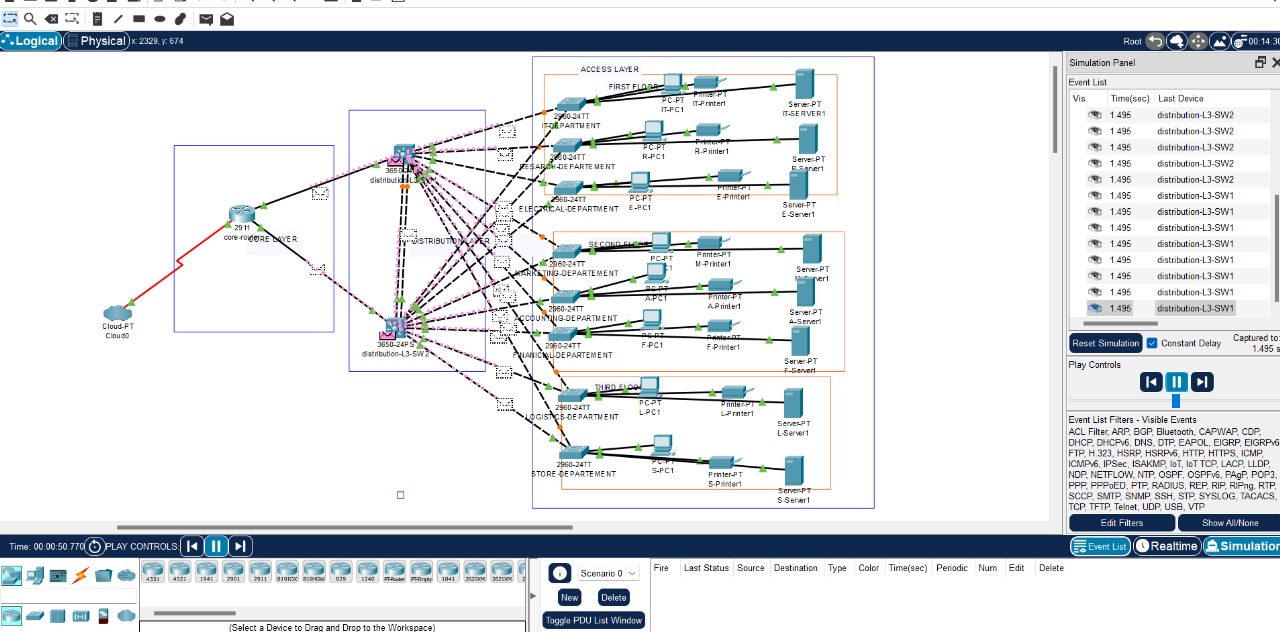 Logical
Physical
x: 2329, y: 674
Root
00:14:30
ACCESS LAYER
FIRST FLOOR
2960-24TT
IT-DEPARTMENT
PC-PT
IT-PC1
Printer-PT
IT-Printer1
Server-PT
IT-SERVER1
2960-24TT
RESARCH-DEPARTEMENT
PC-PT
R-PC1
Printer-PT
R-Printer1
Server-PT
2960-24TT
ELECTRICAL-DEPARTMENT
PC-PT
E-PC1
Printer-PT
E-Printer1
Server-PT
E-Server1
3650-24PS
2911
CORE LAYER
DISTRIBUTION LAYER
SECOND FLOOR
2960-24TT
MARKETING-DEPARTEMENT
PC-PT
Printer-PT
M-Printer1
Server-PT
M-Server1
2960-24TT
ACCOUNTING-DEPARTEMENT
PC-PT
A-PC1
Printer-PT
A-Printer1
Server-PT
A-Server1
2960-24TT
FINANCIAL-DEPARTEMENT
PC-PT
F-PC1
Printer-PT
F-Printer1
Server-PT
F-Server1
Cloud-PT
Cloud0
3650-24PS
distribution-L3-SW2
THIRD FLOOR
2960-24TT
LOGISTICS-DEPARTMENT
PC-PT
L-PC1
Printer-PT
L-Printer1
Server-PT
L-Server1
2960-24TT
STORE-DEPARTEMENT
PC-PT
S-PC1
Printer-PT
S-Printer1
Server-PT
S-Server1
Simulation Panel
Event List
Vis. Time(sec) Last Device
1.495 distribution-L3-SW2
1.495 distribution-L3-SW2
1.495 distribution-L3-SW2
1.495 distribution-L3-SW2
1.495 distribution-L3-SW2
1.495 distribution-L3-SW1
1.495 distribution-L3-SW1
1.495 distribution-L3-SW1
1.495 distribution-L3-SW1
1.495 distribution-L3-SW1
1.495 distribution-L3-SW1
1.495 distribution-L3-SW1
1.495 distribution-L3-SW1
Reset Simulation
Constant Delay
Captured to:
1.495 s
Play Controls
Event List Filters - Visible Events
ACL Filter, ARP, BGP, Bluetooth, CAPWAP, CDP,
DHCP, DHCPv6, DNS, DTP, EAPOL, EIGRP, EIGRPv6
FTP, H.323, HSRP, HSRPv6, HTTP, HTTPS, ICMP,
ICMPv6, IPSec, ISAKMP, IoT, IoT TCP, LACP, LLDP,
NDP, NETFLOW, NTP, OSPF, OSPFv6, PAgP, POP3,
PPP, PPPoED, PTP, RADIUS, REP, RIP, RIPng, RTP,
SCCP, SMTP, SNMP, SSH, STP, SYSLOG, TACACS,
TCP, TFTP, Telnet, UDP, USB, VTP
Edit Filters
Show All/None
Event List
Realtime
Simulation
Time: 00:00:50.770
PLAY CONTROLS:
4331 4321 1941 2901 2911 819IOX 819HGW 829 1240 PT-Router PT-Empty 1841 2620XM 2621XM
(Select a Device to Drag and Drop to the Workspace)
Scenario 0
New
Delete
Toggle PDU List Window
Fire Last Status Source Destination Type Color Time(sec) Periodic Num Edit Delete